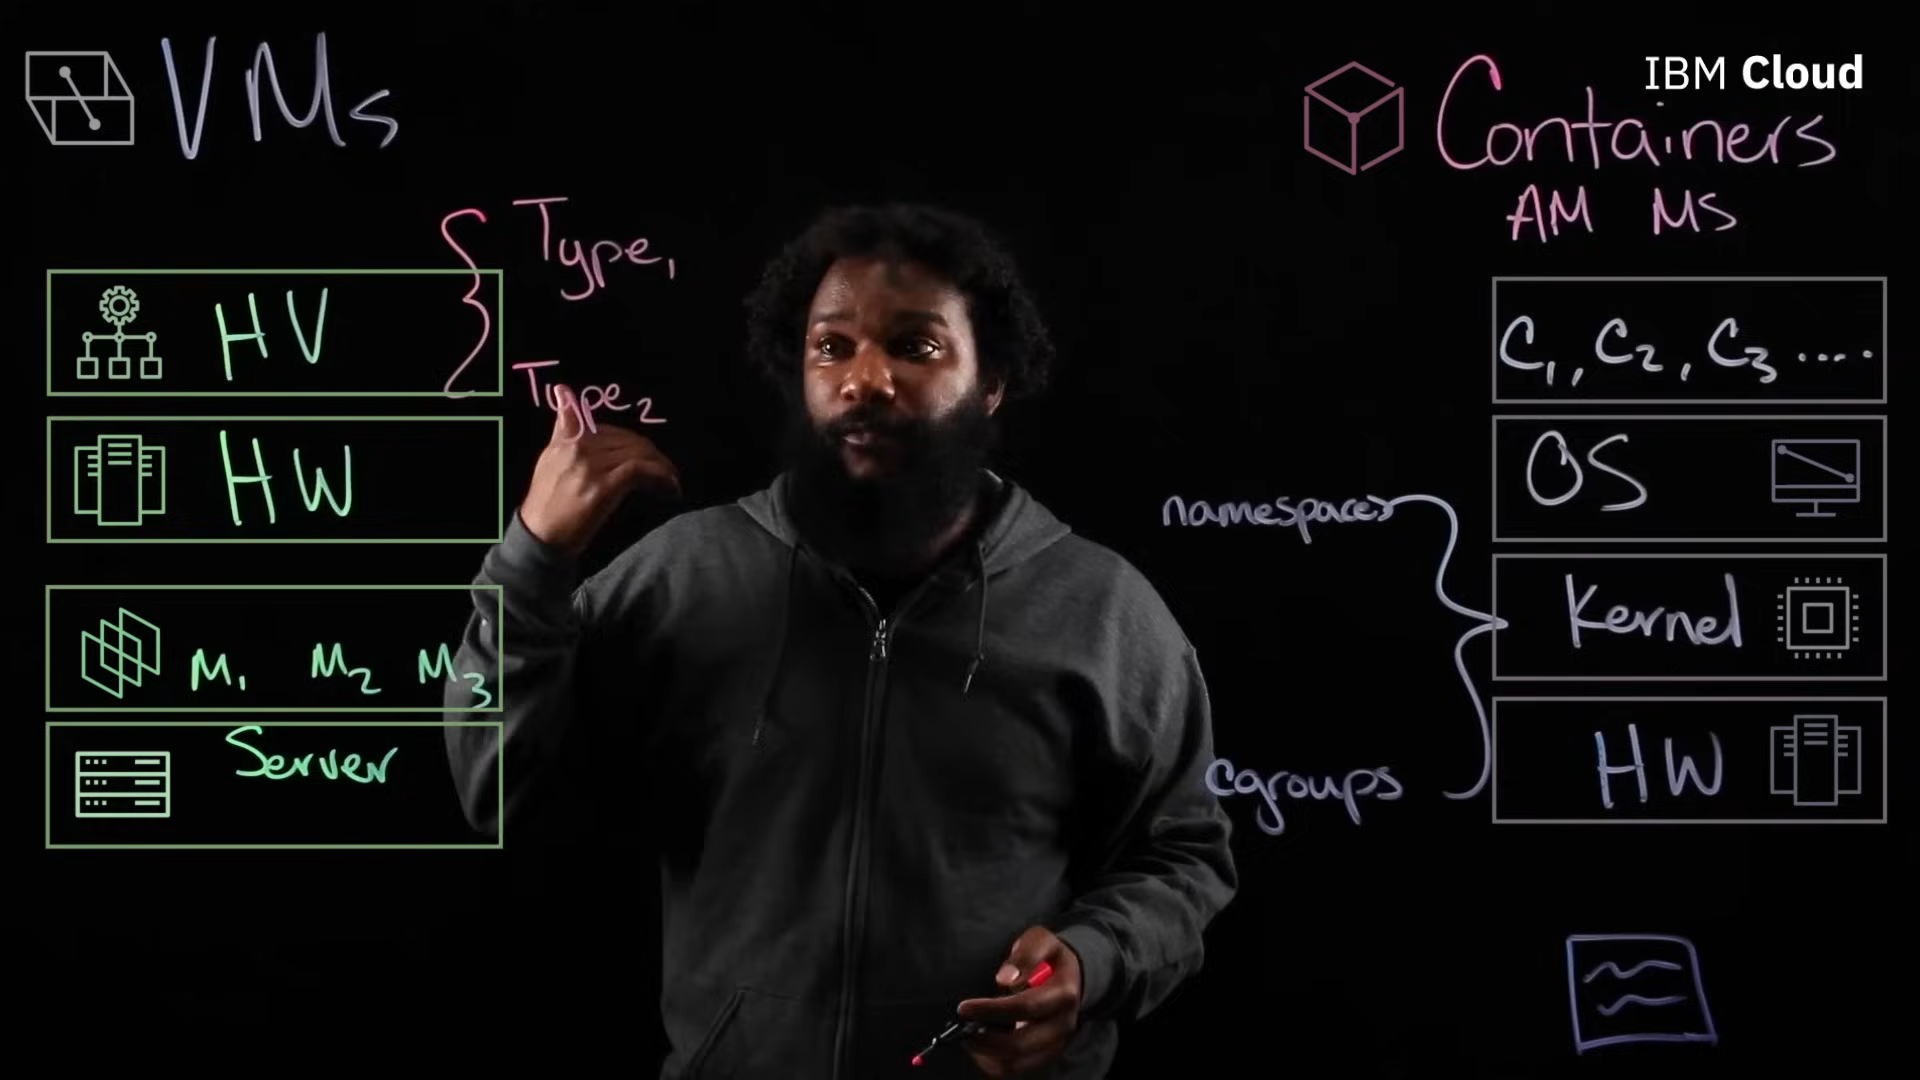 VMs
Type1
HV
Type2
HW
M1 M2 M3
Server
IBM Cloud
Containers
AM MS
C1, C2, C3 ....
OS
namespaces
Kernel
cgroups
HW